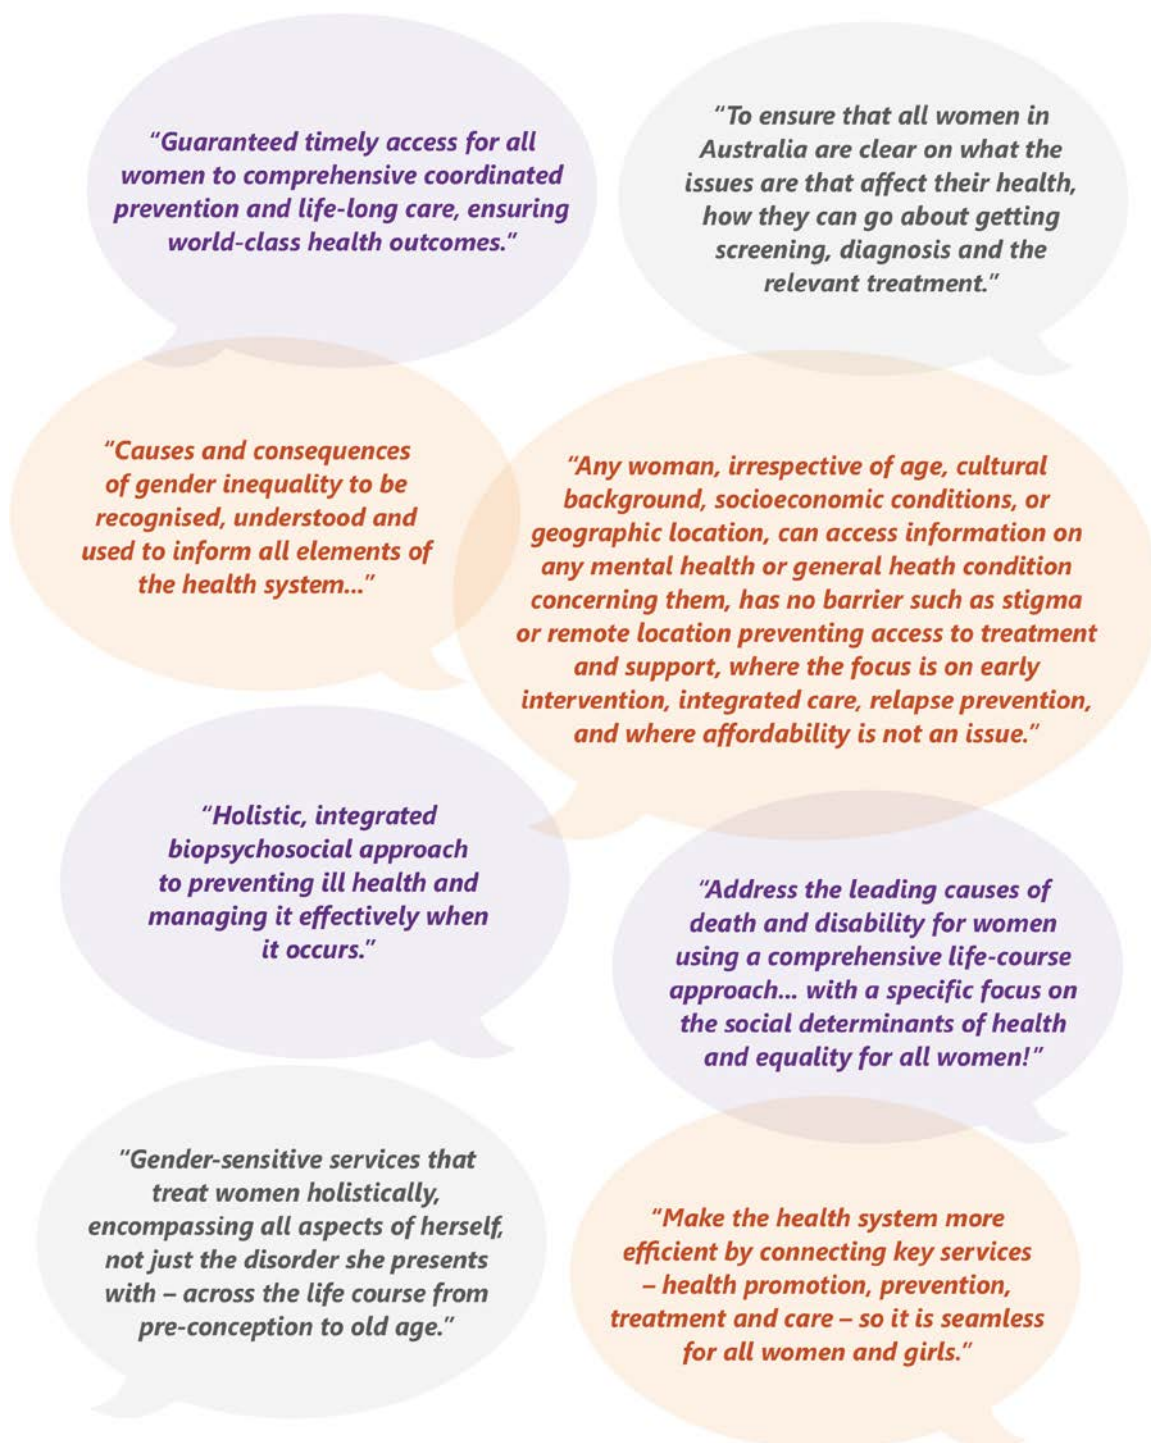 “Guaranteed timely access for all
women to comprehensive coordinated
prevention and life-long care, ensuring
world-class health outcomes.”
“To ensure that all women in
Australia are clear on what the
issues are that affect their health,
how they can go about getting
screening, diagnosis and the
relevant treatment.”
“Causes and consequences
of gender inequality to be
recognised, understood and
used to inform all elements of
the health system...”
“Any woman, irrespective of age, cultural
background, socioeconomic conditions, or
geographic location, can access information on
any mental health or general heath condition
concerning them, has no barrier such as stigma
or remote location preventing access to treatment
and support, where the focus is on early
intervention, integrated care, relapse prevention,
and where affordability is not an issue.”
“Holistic, integrated
biopsychosocial approach
to preventing ill health and
managing it effectively when
it occurs.”
“Address the leading causes of
death and disability for women
using a comprehensive life-course
approach... with a specific focus on
the social determinants of health
and equality for all women!”
“Gender-sensitive services that
treat women holistically,
encompassing all aspects of herself,
not just the disorder she presents
with – across the life course from
pre-conception to old age.”
“Make the health system more
efficient by connecting key services
– health promotion, prevention,
treatment and care – so it is seamless
for all women and girls.”